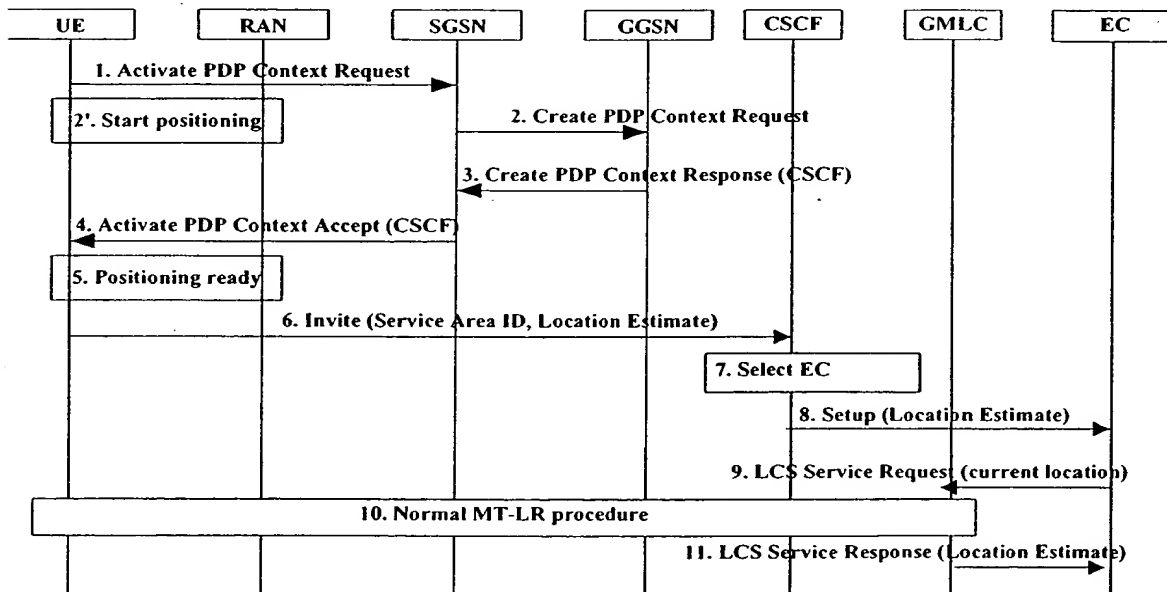 UE
RAN
SGSN
GGSN
CSCF
GMLC
EC
1. Activate PDP Context Request
2'. Start positioning
2. Create PDP Context Request
3. Create PDP Context Response (CSCF)
4. Activate PDP Context Accept (CSCF)
5. Positioning ready
6. Invite (Service Area ID, Location Estimate)
7. Select EC
8. Setup (Location Estimate)
9. LCS Service Request (current location)
10. Normal MT-LR procedure
11. LCS Service Response (Location Estimate)